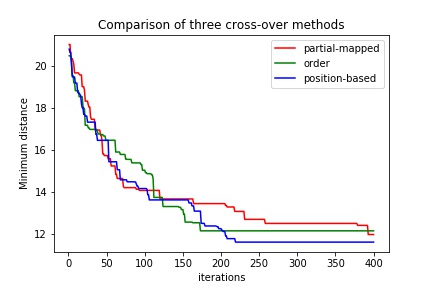 Comparison of three cross-over methods
partial-mapped
order
position-based
Minimum distance
20
18
16
14
12
0 50 100 150 200 250 300 350 400
iterations